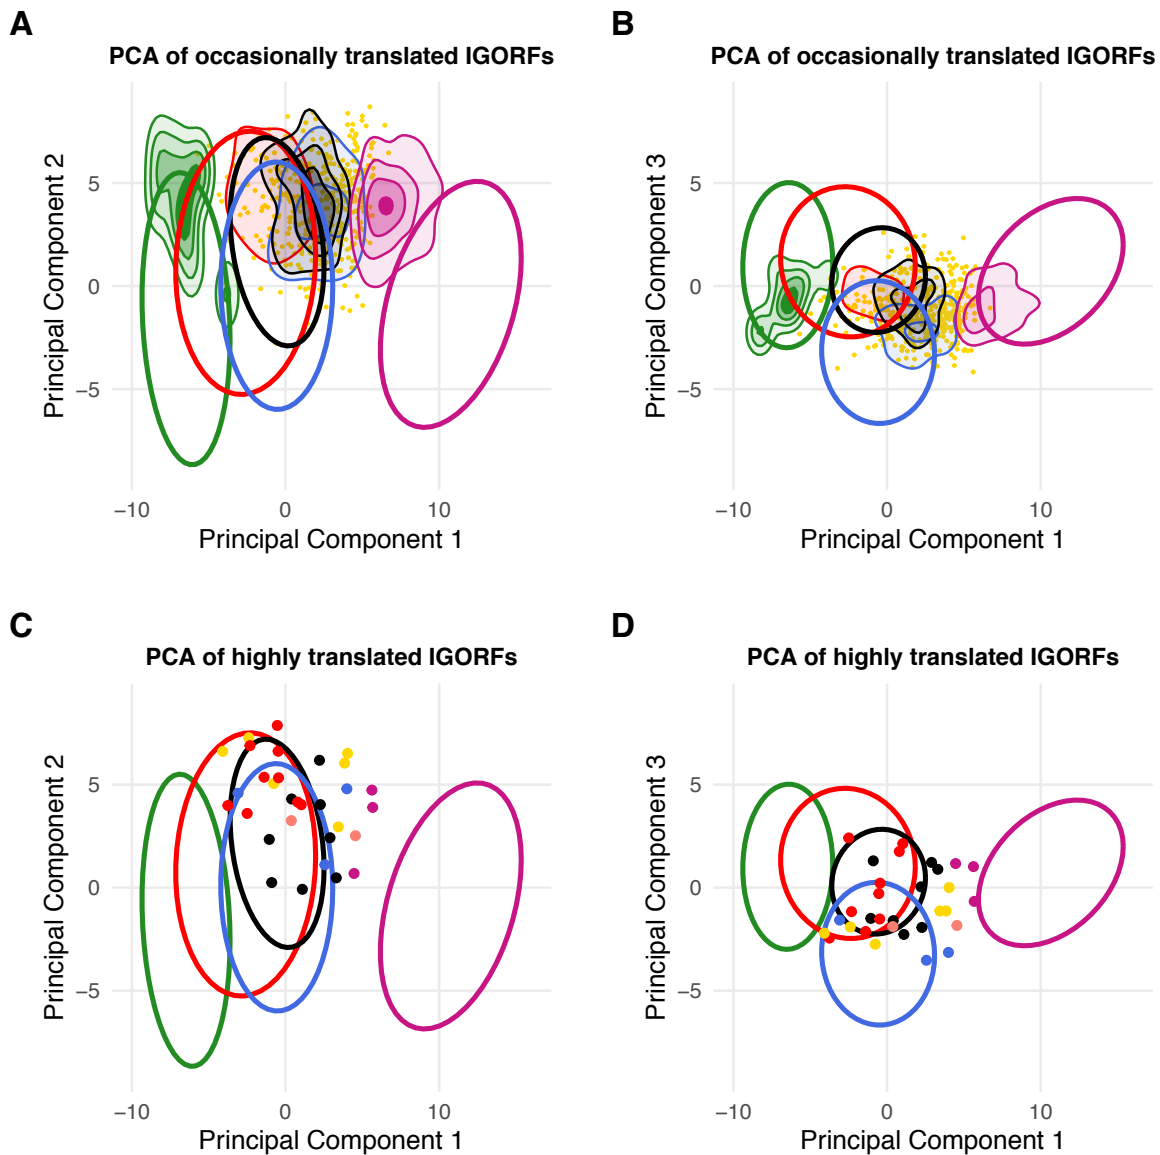 A
PCA of occasionally translated IGORFs
Principal Component 2
5
0
−5
−10
0
10
Principal Component 1
B
PCA of occasionally translated IGORFs
Principal Component 3
5
0
−5
−10
0
10
Principal Component 1
C
PCA of highly translated IGORFs
Principal Component 2
5
0
−5
−10
0
10
Principal Component 1
D
PCA of highly translated IGORFs
Principal Component 3
5
0
−5
−10
0
10
Principal Component 1